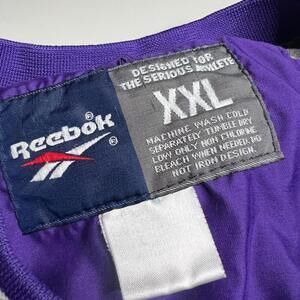 Reebok®
®
DESIGNED FOR
THE SERIOUS ATHLETE
XXL
MACHINE WASH COLD
SEPARATELY TUMBLE DRY
LOW ONLY NON CHLORINE
BLEACH WHEN NEEDED. DO
NOT IRON DESIGN.